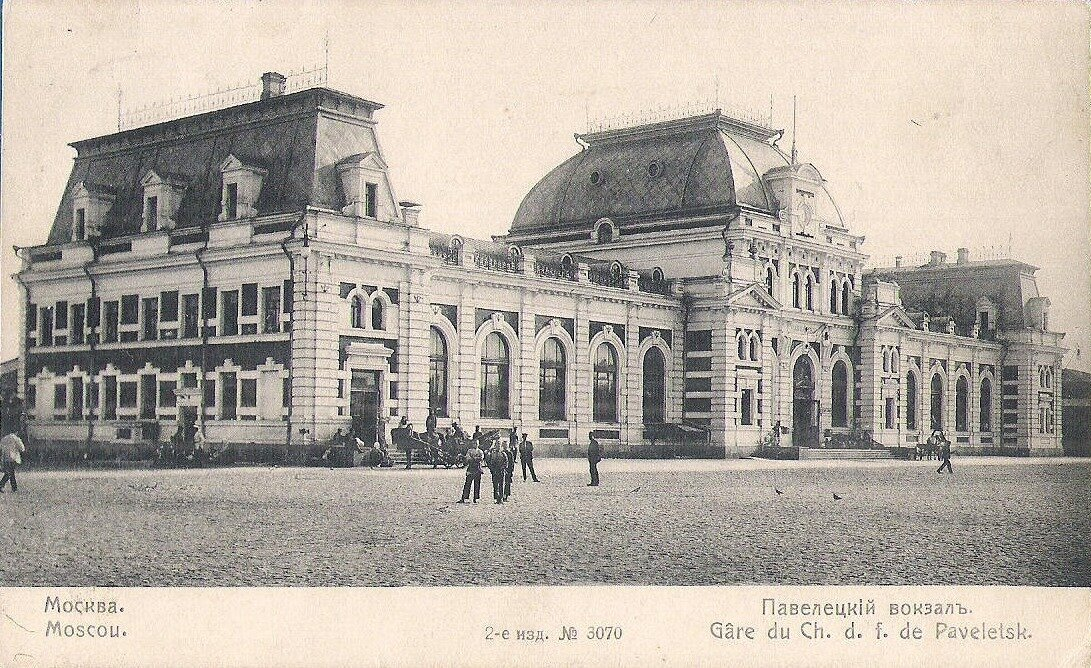 Москва.
Moscou.
2-е изд. № 3070
Павелецкій вокзалъ.
Gâre du Ch. d. f. de Paveletsk.